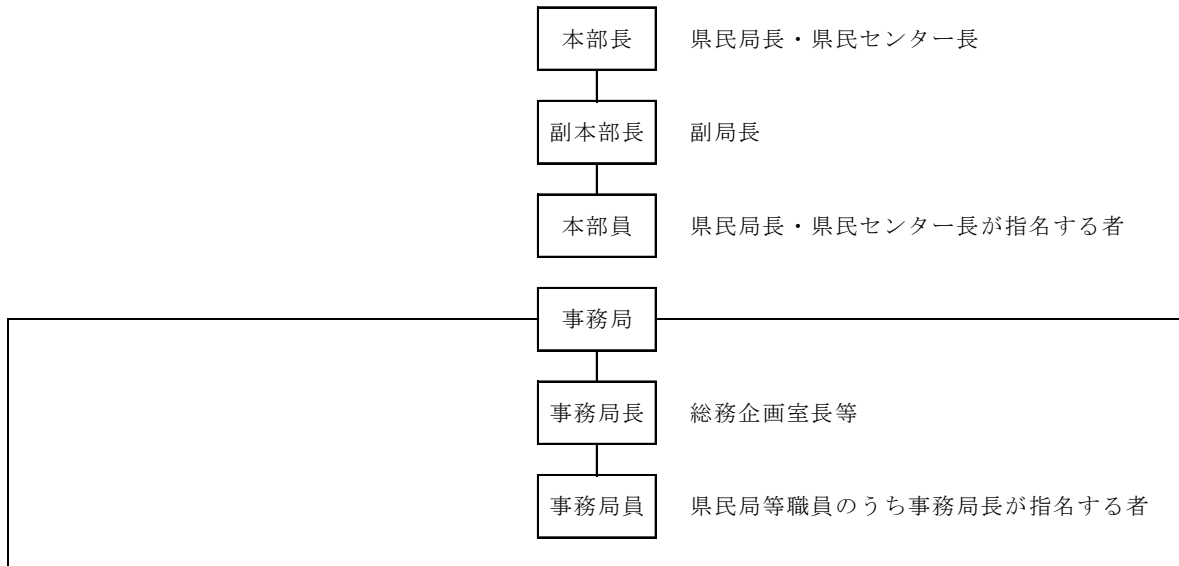 本部長 県民局長・県民センター長
副本部長 副局長
本部員 県民局長・県民センター長が指名する者
事務局
事務局長 総務企画室長等
事務局員 県民局等職員のうち事務局長が指名する者